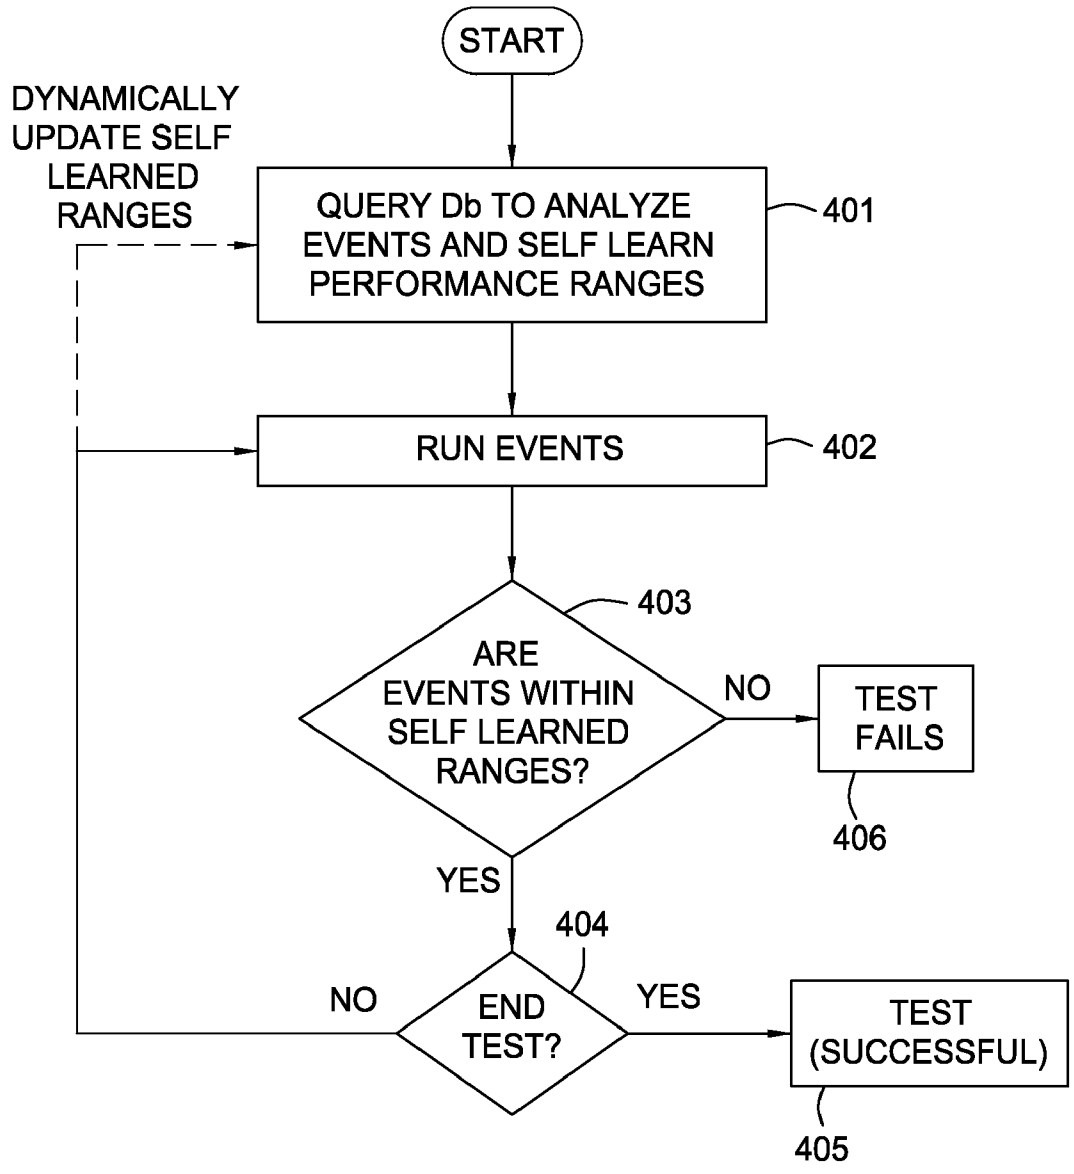 START
DYNAMICALLY
UPDATE SELF
LEARNED
RANGES
QUERY Db TO ANALYZE
EVENTS AND SELF LEARN
PERFORMANCE RANGES
401
RUN EVENTS
402
403
ARE
EVENTS WITHIN
SELF LEARNED
RANGES?
NO
TEST
FAILS
406
YES
404
NO
END
TEST?
YES
TEST
(SUCCESSFUL)
405